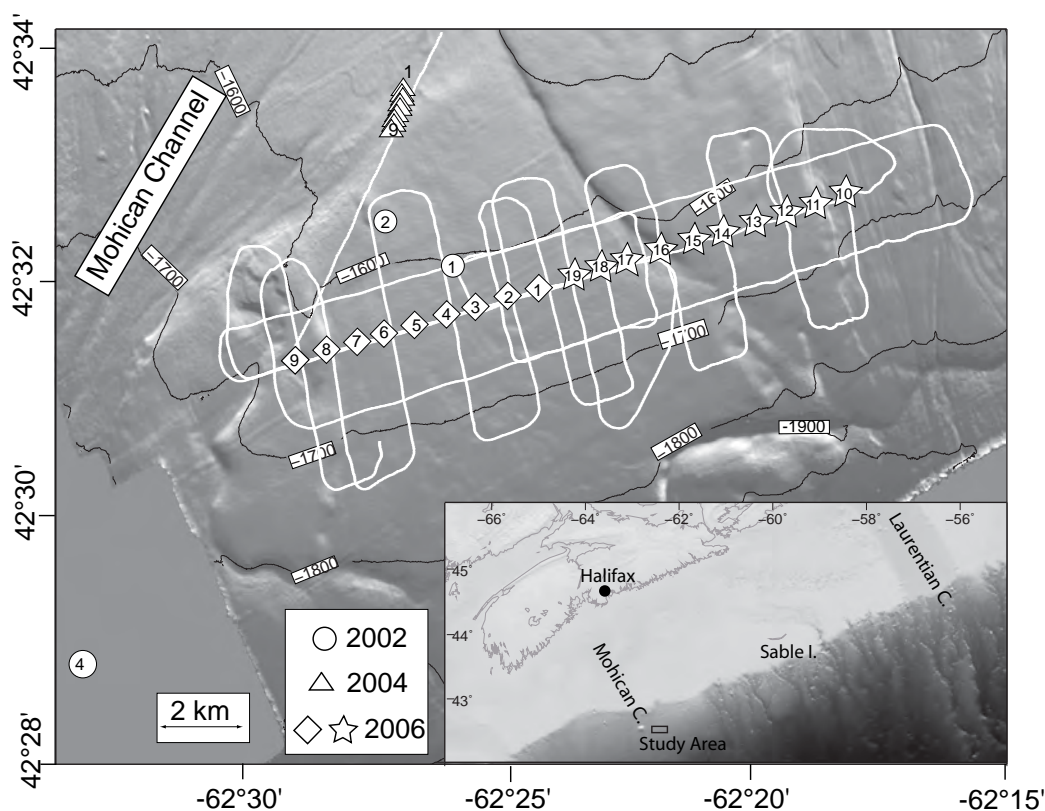 42°34'
42°32'
42°30'
42°28'
Mohican Channel
–1600
1
9
2
1
–1600
–1600
–1700
9 8 7 6 5 4 3 2 1 19 18 17 16 15 14 13 12 11 10
–1700
–1700
–1800
-1900
–1800
4
2 km
2002
2004
2006
–66˚ –64˚ –62˚ –60˚ –58˚ –56˚
45˚
44˚
43˚
Halifax
Mohican C.
Sable I.
Laurentian C.
Study Area
-62°30' -62°25' -62°20' -62°15'